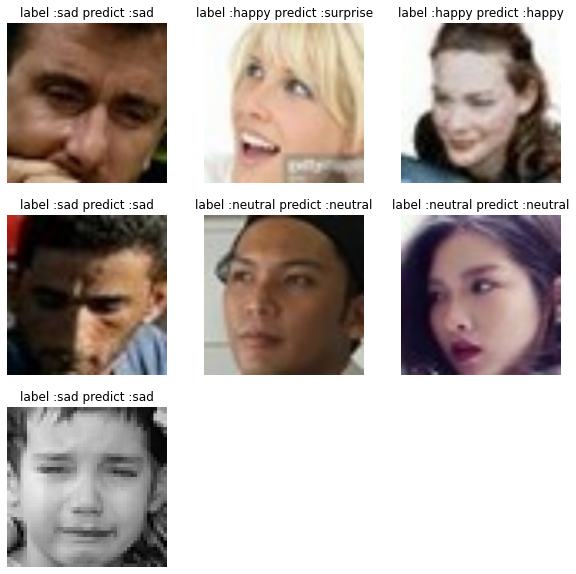 label :sad predict :sad
label :happy predict :surprise
label :happy predict :happy
gettyimages
label :sad predict :sad
label :neutral predict :neutral
label :neutral predict :neutral
label :sad predict :sad